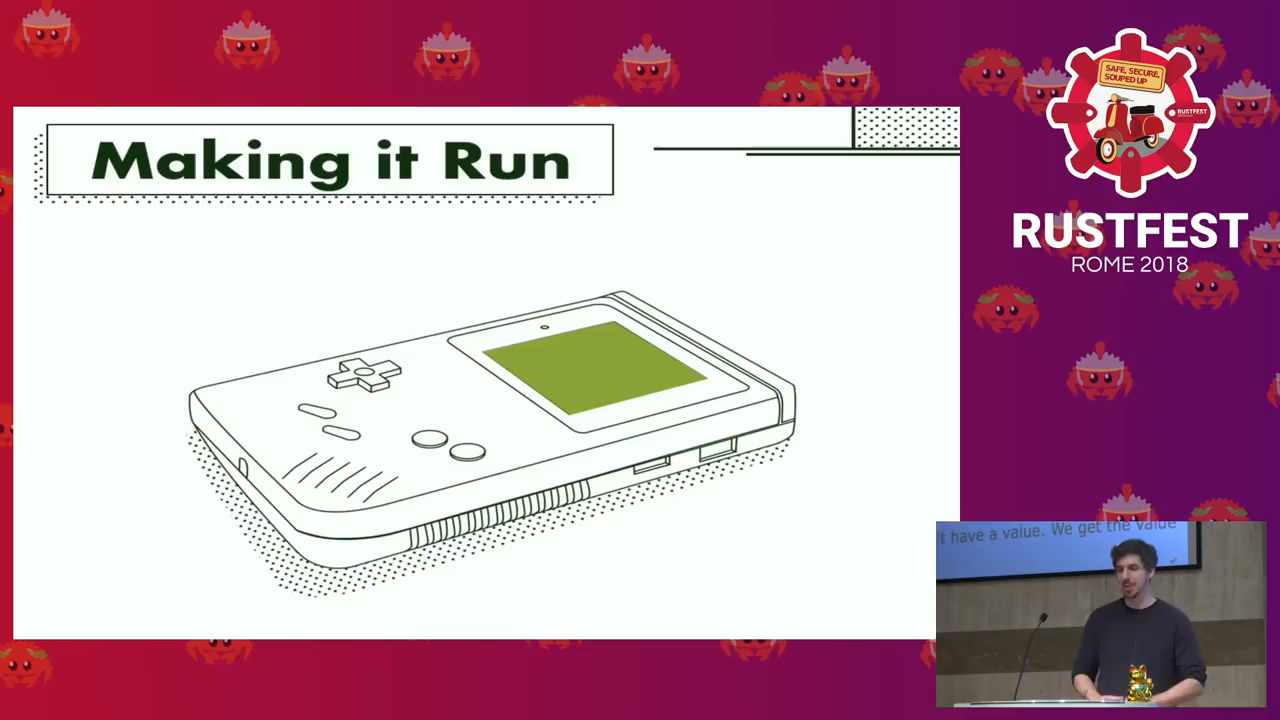 Making it Run
SAFE, SECURE,
SOUPED UP
RUSTFEST
RUSTFEST
ROME 2018
't have a value. We get the value